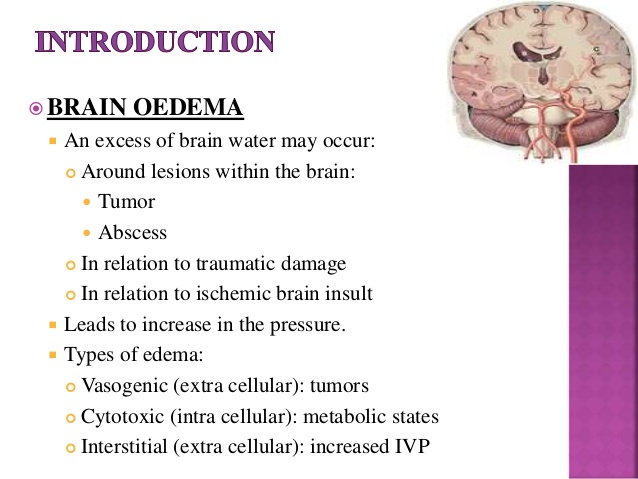 INTRODUCTION
BRAIN OEDEMA
An excess of brain water may occur:
Around lesions within the brain:
Tumor
Abscess
In relation to traumatic damage
In relation to ischemic brain insult
Leads to increase in the pressure.
Types of edema:
Vasogenic (extra cellular): tumors
Cytotoxic (intra cellular): metabolic states
Interstitial (extra cellular): increased IVP